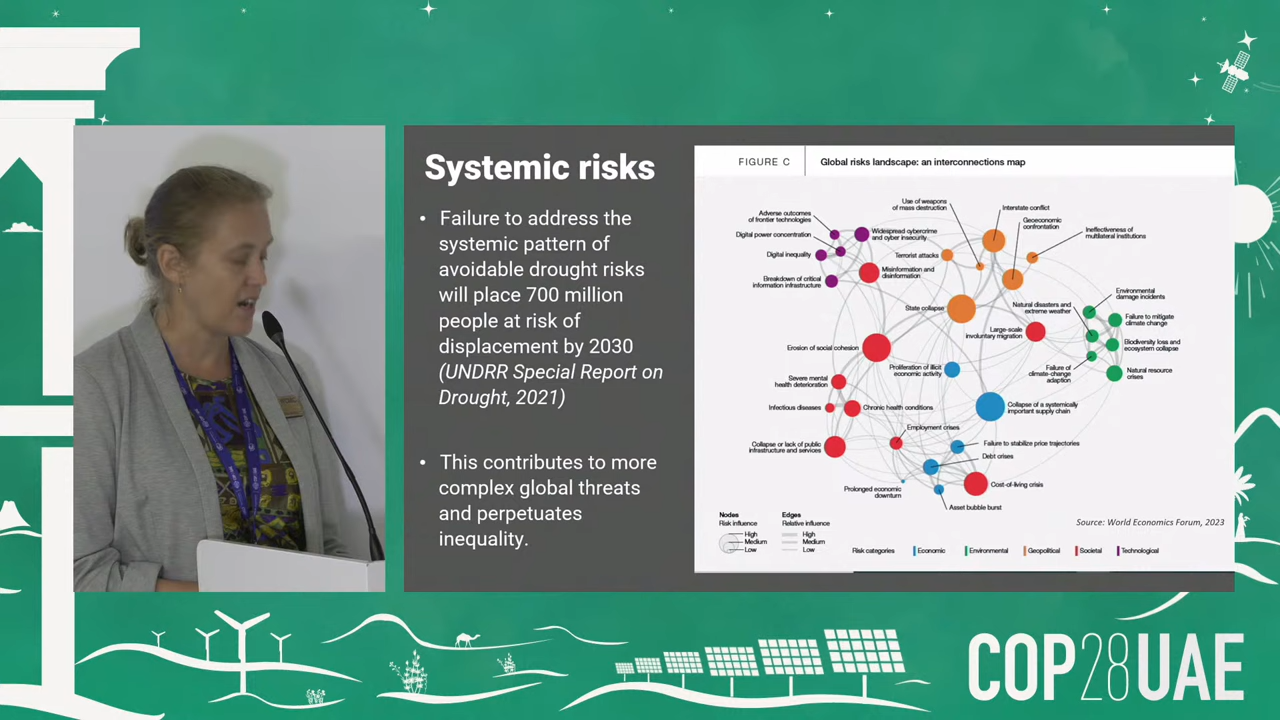 Systemic risks
• Failure to address the
systemic pattern of
avoidable drought risks
will place 700 million
people at risk of
displacement by 2030
(UNDRR Special Report on
Drought, 2021)
• This contributes to more
complex global threats
and perpetuates
inequality.
FIGURE C
Global risks landscape: an interconnections map
Use of weapons
of mass destruction
Interstate conflict
Adverse outcomes
of frontier technologies
Geoeconomic
confrontation
Digital power concentration
Widespread cybercrime
and cyber insecurity
Ineffectiveness of
multilateral institutions
Digital inequality
Terrorist attacks
Misinformation and
disinformation
Breakdown of critical
information infrastructure
Environmental
damage incidents
State collapse
Natural disasters and
extreme weather
Failure to mitigate
climate change
Large-scale
involuntary migration
Biodiversity loss and
ecosystem collapse
Erosion of social cohesion
Proliferation of illicit
economic activity
Failure of
climate-change
adaption
Natural resource
crises
Severe mental
health deterioration
Infectious diseases
Chronic health conditions
Collapse of a systemically
important supply chain
Employment crises
Collapse or lack of public
infrastructure and services
Failure to stabilize price trajectories
Debt crises
Cost-of-living crisis
Prolonged economic
downturn
Asset bubble burst
Nodes
Risk influence
High
Medium
Low
Edges
Relative influence
High
Medium
Low
Source: World Economics Forum, 2023
Risk categories
Economic
Environmental
Geopolitical
Societal
Technological
COP28UAE